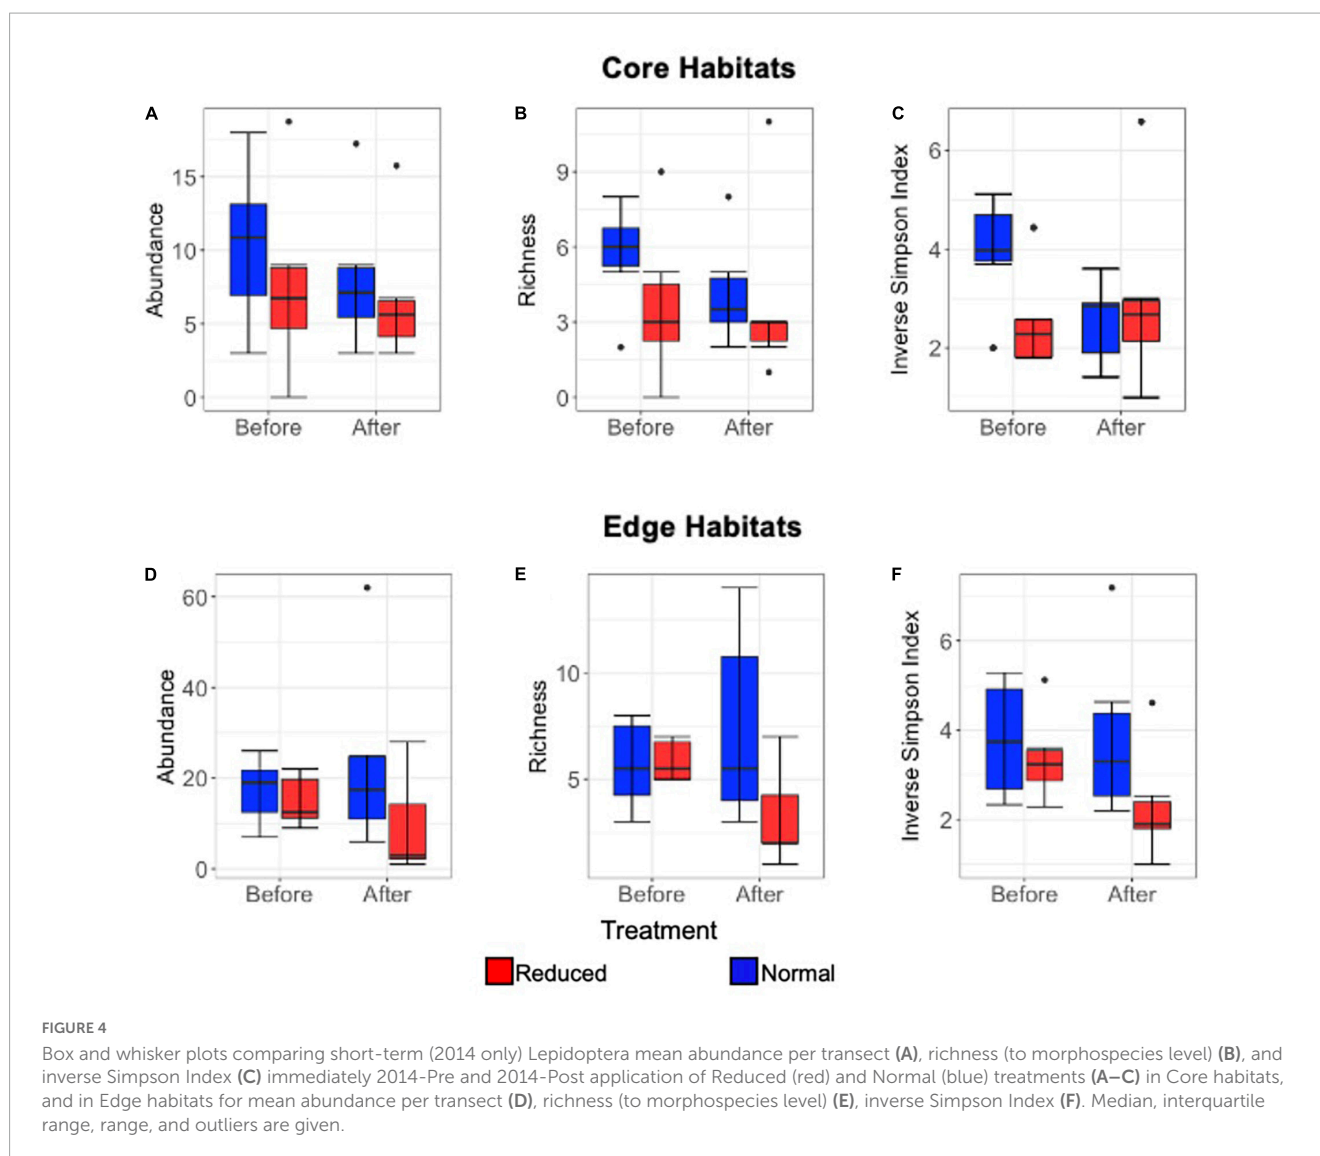 Core Habitats
A
B
C
Abundance
15
10
5
0
Before
After
Richness
9
6
3
0
Before
After
Inverse Simpson Index
6
4
2
Before
After
Edge Habitats
D
E
F
Abundance
60
40
20
0
Before
After
Richness
10
5
Before
After
Inverse Simpson Index
6
4
2
Before
After
Treatment
Reduced
Normal
FIGURE 4
Box and whisker plots comparing short-term (2014 only) Lepidoptera mean abundance per transect (A), richness (to morphospecies level) (B), and
inverse Simpson Index (C) immediately 2014-Pre and 2014-Post application of Reduced (red) and Normal (blue) treatments (A–C) in Core habitats,
and in Edge habitats for mean abundance per transect (D), richness (to morphospecies level) (E), inverse Simpson Index (F). Median, interquartile
range, range, and outliers are given.